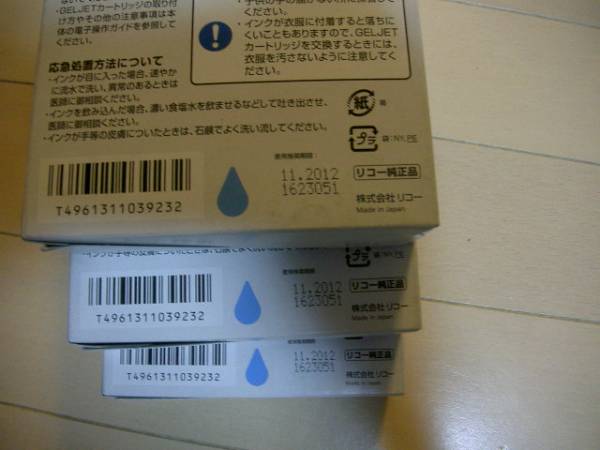 ・GELJETカートリッジの取り付
け方やその他の注意事項は本
体の電子操作ガイドを参照して
ください。
・インクが衣服に付着すると落ちに
くいこともありますので、GELJET
カートリッジを交換するときには、
衣服を汚さないように注意してく
ださい。
応急処置方法について
・インクが目に入った場合、速やか
に流水で洗い、異常のあるときは
医師に御相談ください。
・インクを飲み込んだ場合、濃い食塩水を飲ませるなどして吐き出させ、
医師に御相談ください。
・インクが手等の皮膚についたときは、石鹸でよく洗い流してください。
紙
箱
プラ
袋：NY, PE
T4961311039232
使用推奨期限：
11.2012
1623051
リコー純正品
株式会社リコー
Made in Japan
T4961311039232
11.2012
1623051
リコー純正品
株式会社リコー
Made in Japan
T4961311039232
11.2012
1623051
リコー純正品
株式会社リコー
Made in Japan